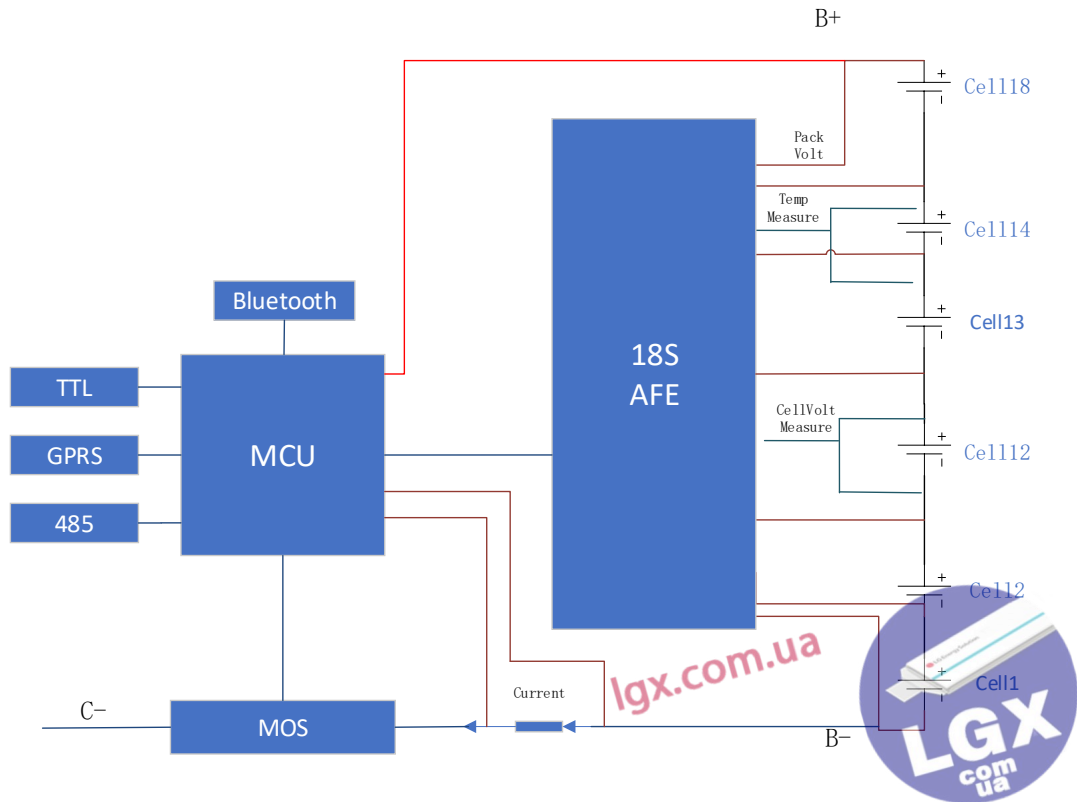 B+
Cell18
Pack
Volt
Temp
Measure
Cell14
Bluetooth
Cell13
18S
AFE
TTL
CellVolt
Measure
MCU
GPRS
Cell12
485
Cell2
lgx.com.ua
Cell1
Current
C-
MOS
B-
LGX
com
ua